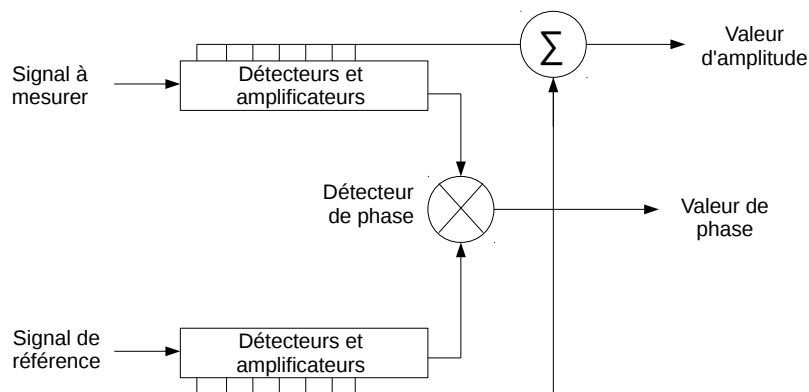 Signal à
mesurer
Détecteurs et
amplificateurs
∑
Valeur
d'amplitude
Détecteur
de phase
Valeur de
phase
Signal de
référence
Détecteurs et
amplificateurs